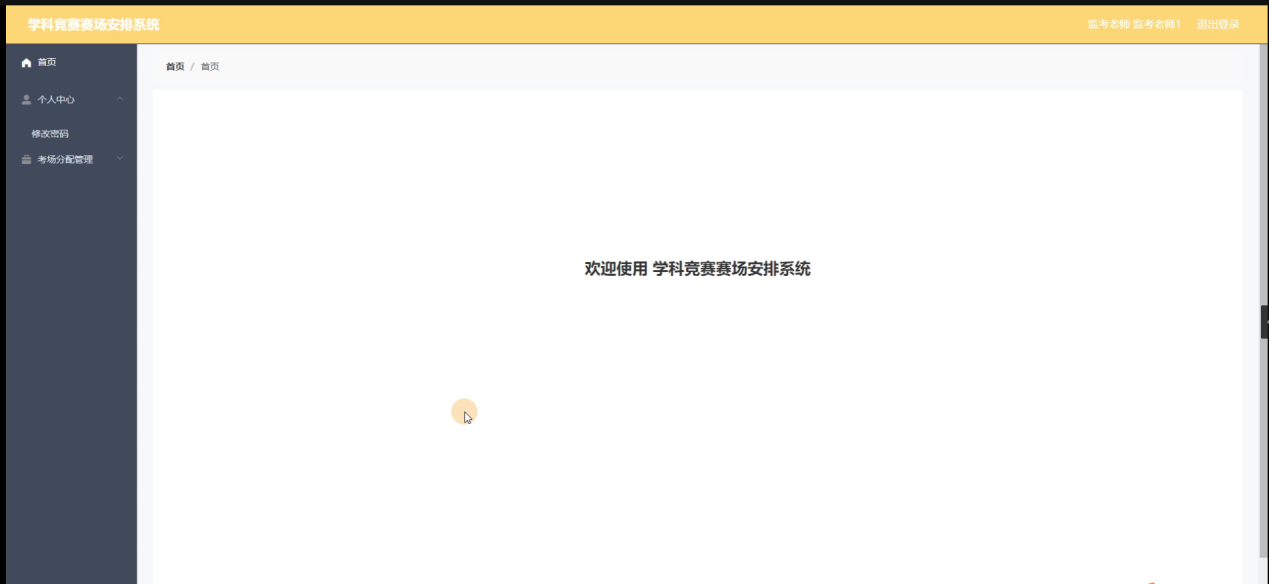 学科竞赛赛场安排系统
监考老师 监考老师1 退出登录
首页
首页 / 首页
个人中心
修改密码
考场分配管理
欢迎使用 学科竞赛赛场安排系统